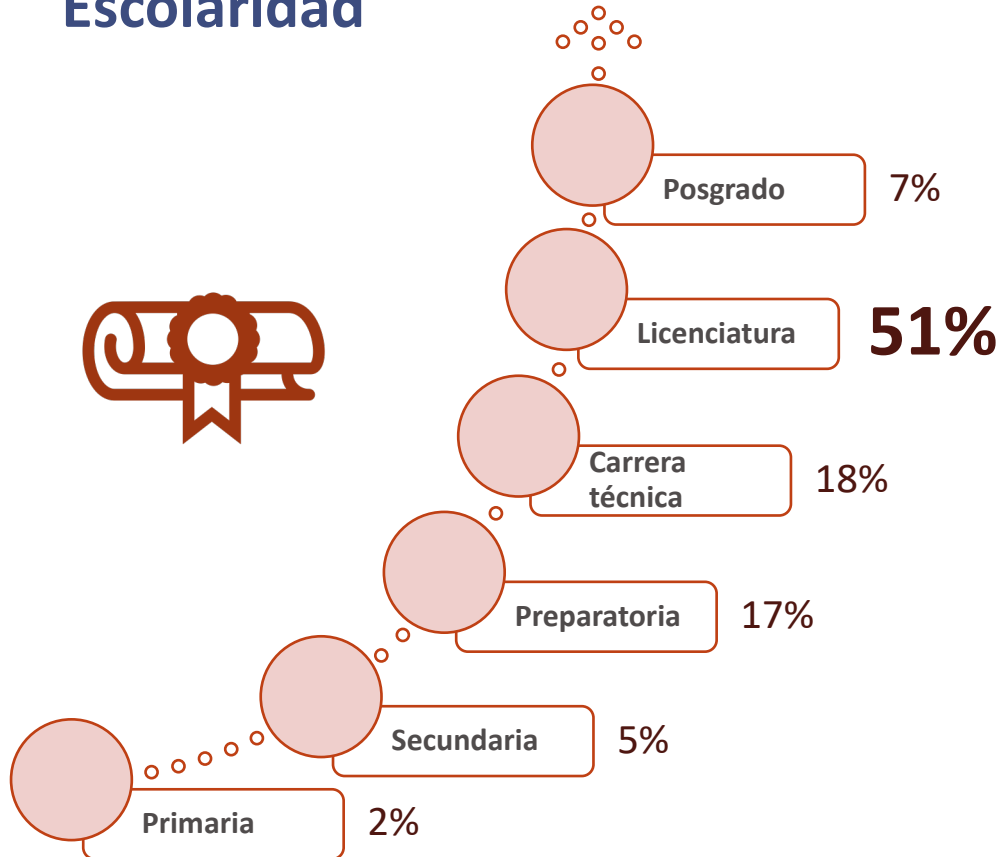 Escolaridad
Posgrado 7%
Licenciatura 51%
Carrera
técnica 18%
Preparatoria 17%
Secundaria 5%
Primaria 2%